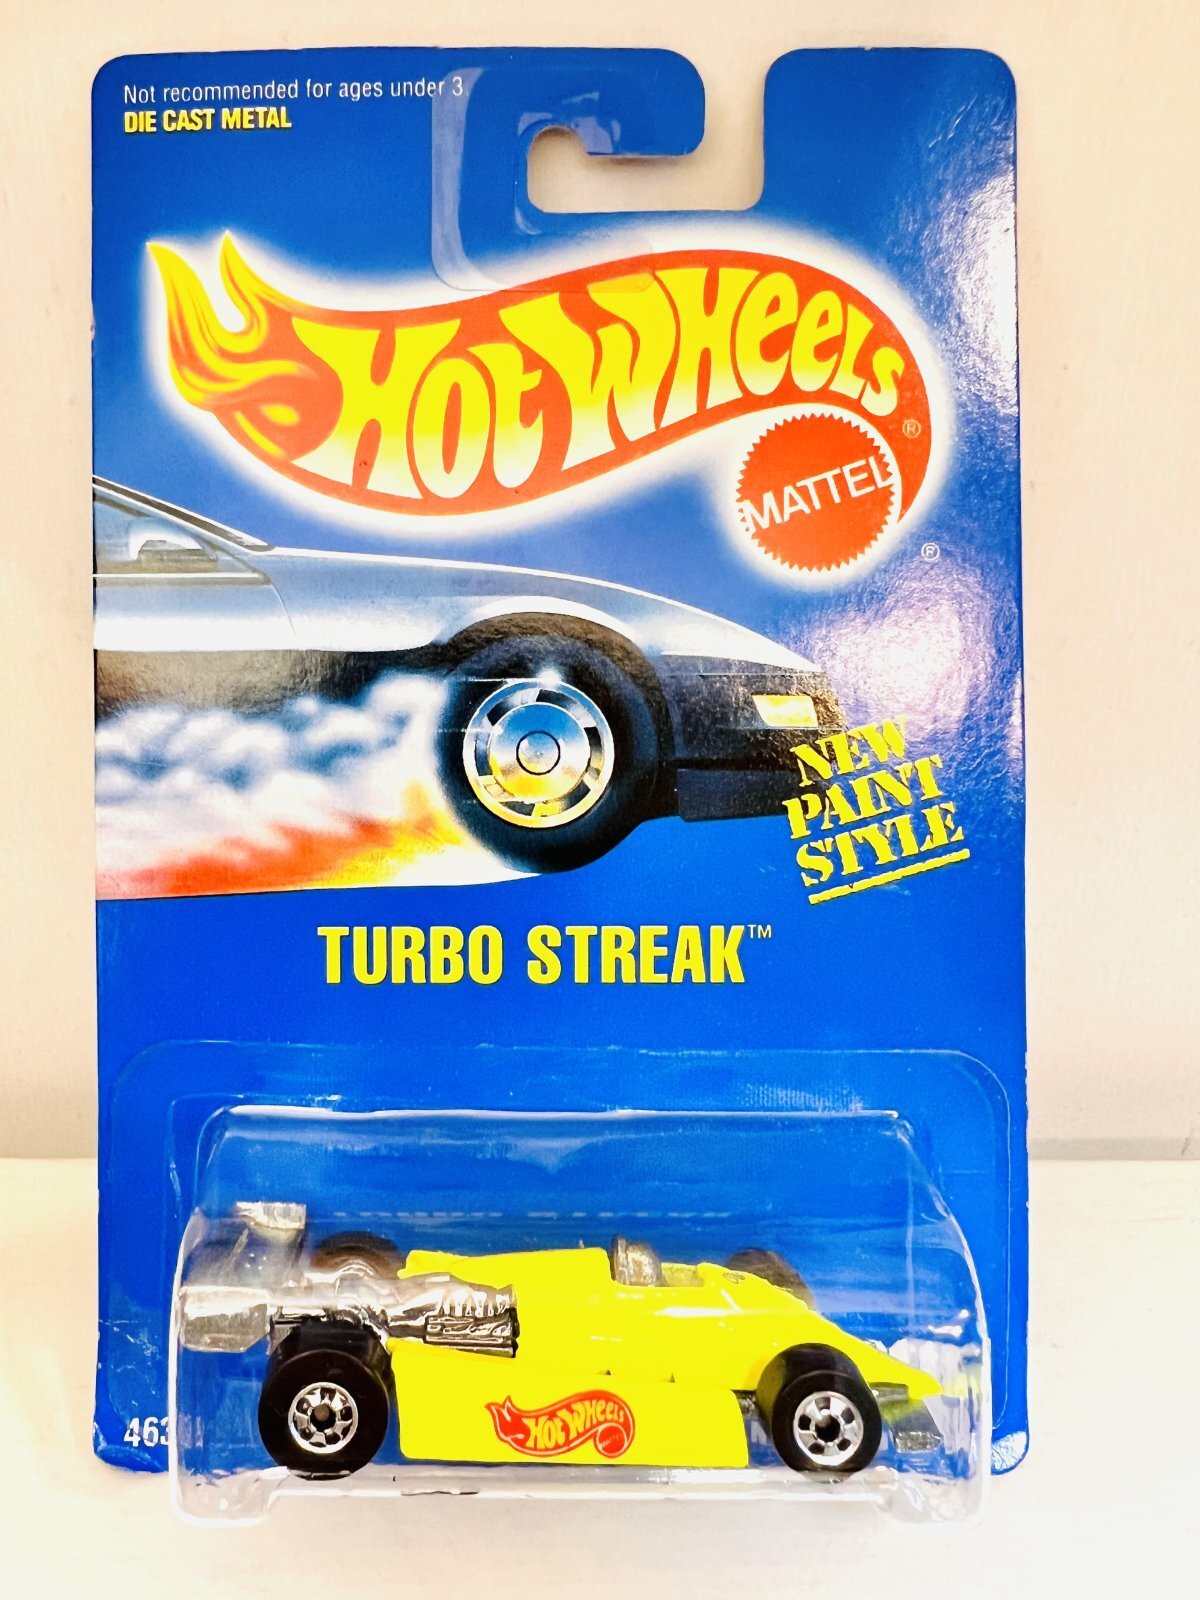 Not recommended for ages under 3.
DIE CAST METAL
HOT WHEELS®
MATTEL
®
NEW
PAINT
STYLE
TURBO STREAK™
HOT WHEELS
463